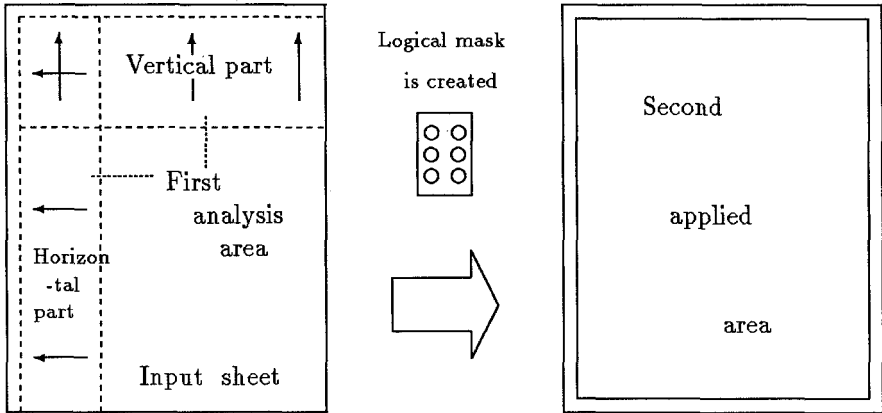 Vertical part
First
analysis
area
Horizon
-tal
part
Input sheet
Logical mask
is created
Second
applied
area